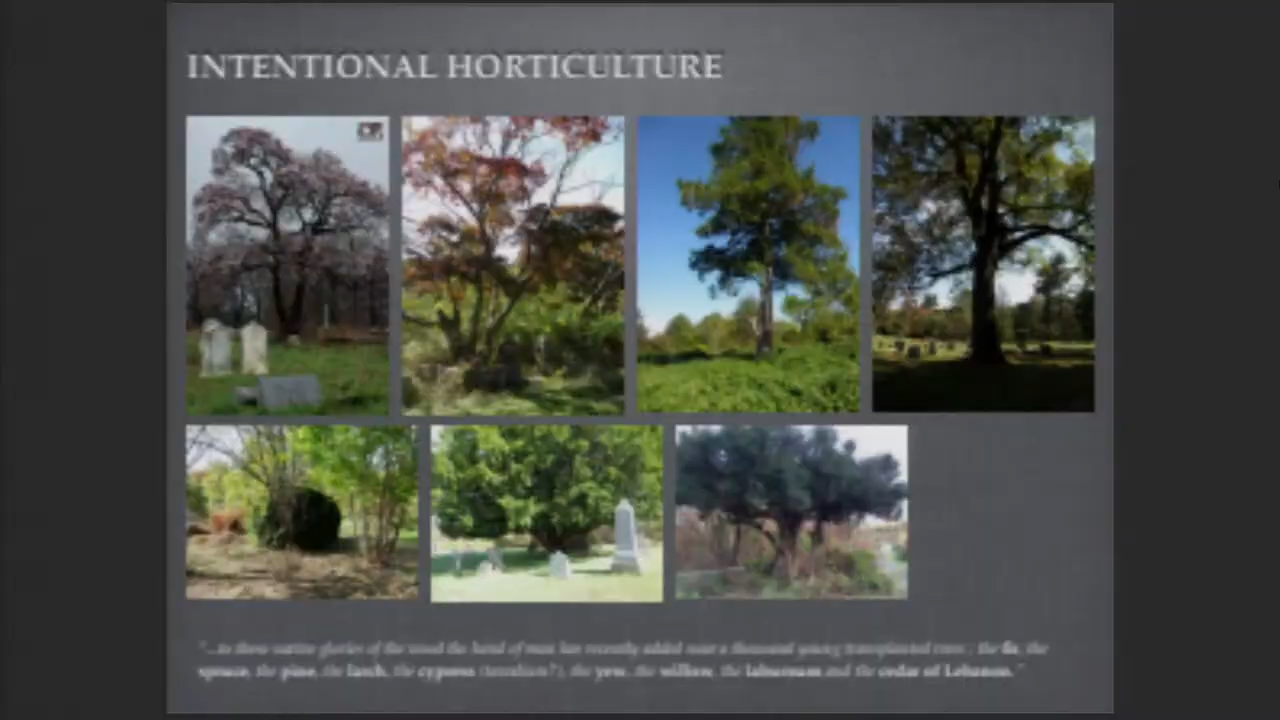 INTENTIONAL HORTICULTURE
"...to these native glories of the wood the hand of man has recently added near a thousand young transplanted trees ; the fir, the
spruce, the pine, the larch, the cypress (taxodium?), the yew, the willow, the laburnum and the cedar of Lebanon."